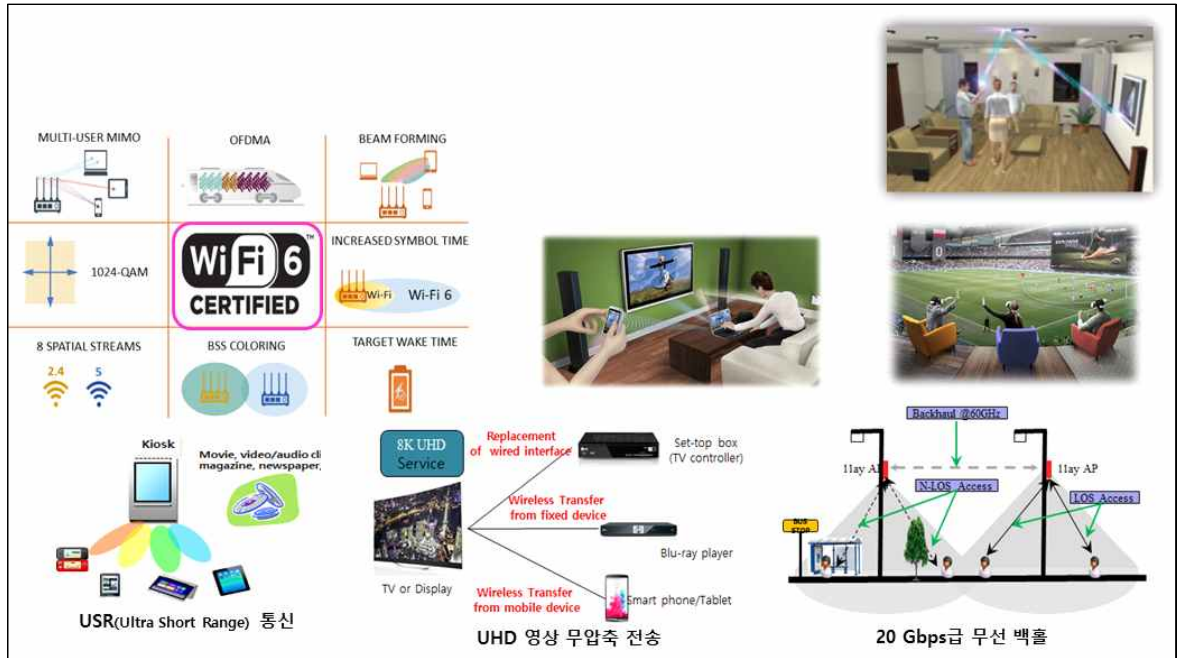 MULTI-USER MIMO
OFDMA
BEAM FORMING
1024-QAM
Wi Fi 6™
CERTIFIED
INCREASED SYMBOL TIME
Wi-Fi
Wi-Fi 6
8 SPATIAL STREAMS
BSS COLORING
TARGET WAKE TIME
2.4
5
Kiosk
Movie, video/audio cli
magazine, newspaper,
USR(Ultra Short Range) 통신
8K UHD
Service
Replacement
of wired interface
Set-top box
(TV controller)
Wireless Transfer
from fixed device
Blu-ray player
TV or Display
Wireless Transfer
from mobile device
Smart phone/Tablet
UHD 영상 무압축 전송
Backhaul @60GHz
11ay AP
11ay AP
N-LOS Access
LOS Access
BUS
STOP
20 Gbps급 무선 백홀